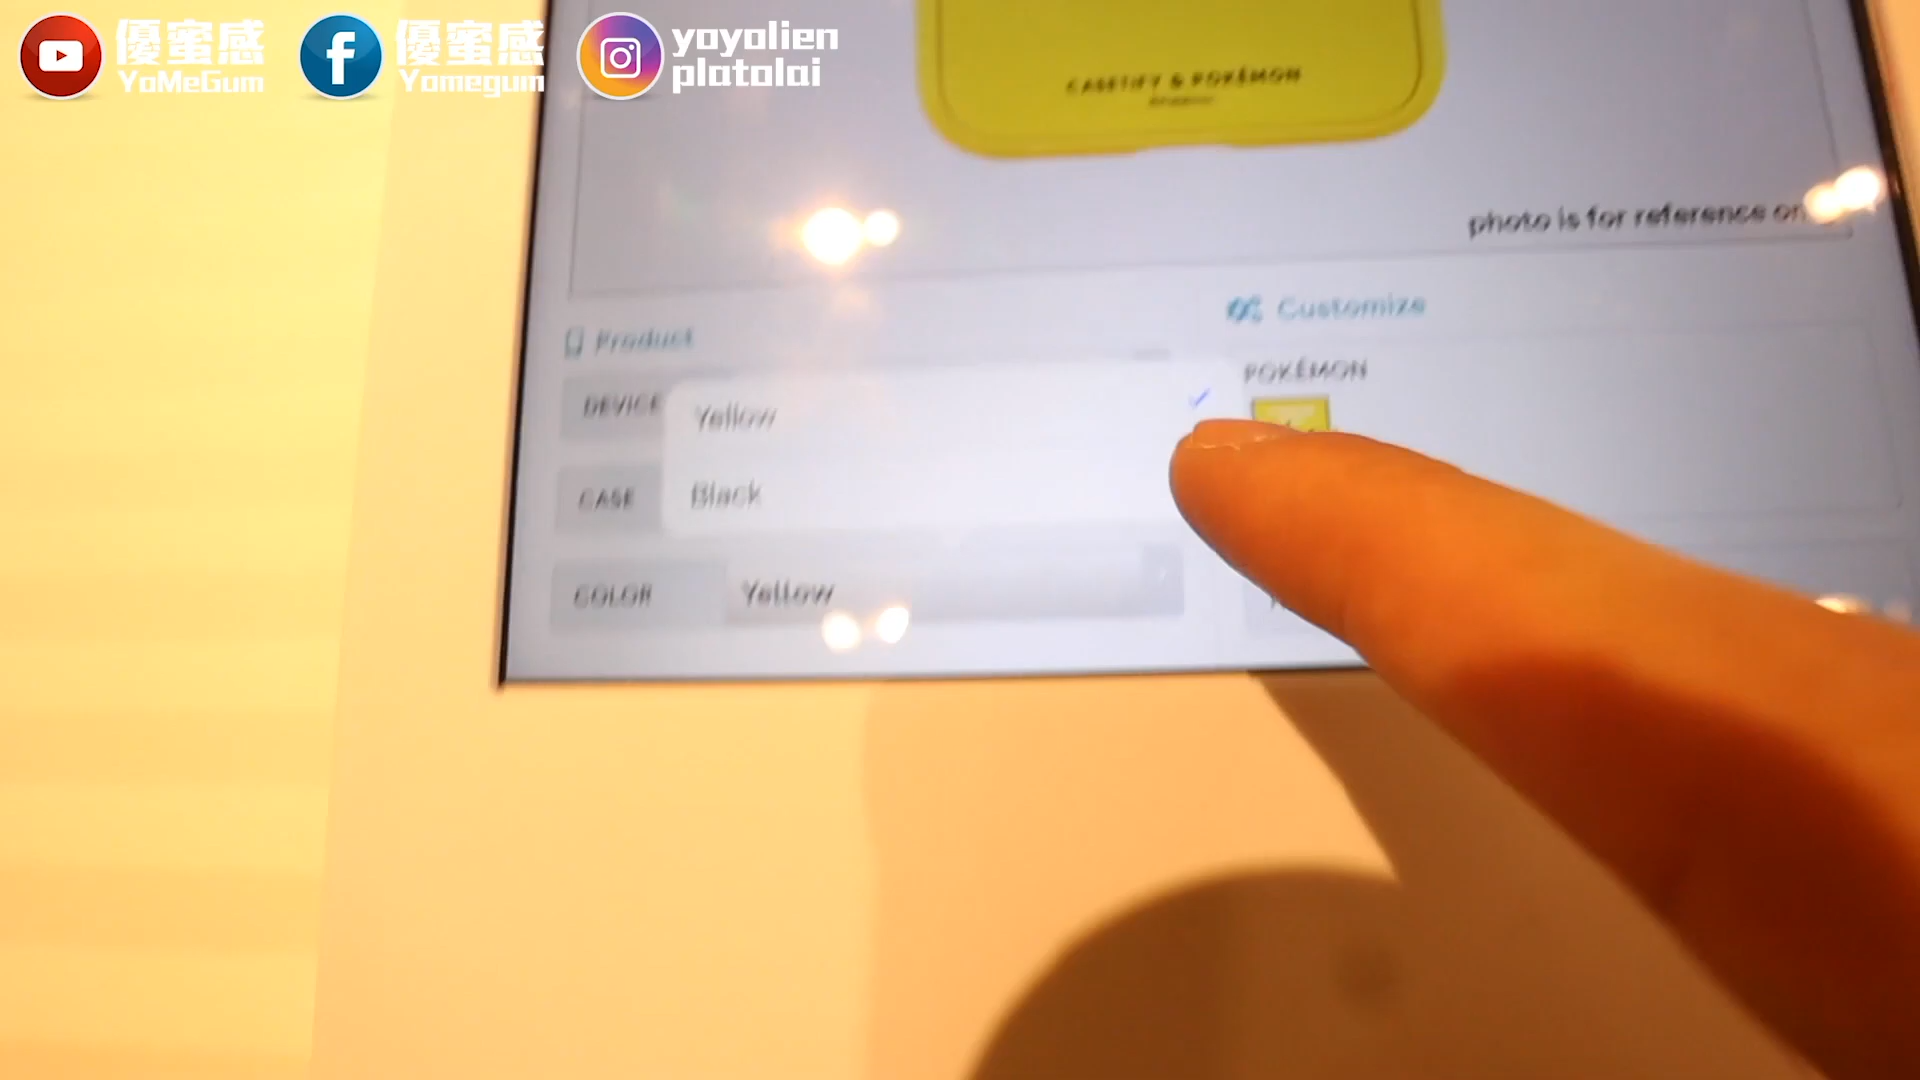 優蜜感
YoMeGum
優蜜感
Yomegum
yoyolien
platolai
CASETIFY & POKÉMON
photo is for reference
Product
Customize
DEVICE
POKÉMON
Yellow
CASE
Black
COLOR
Yellow